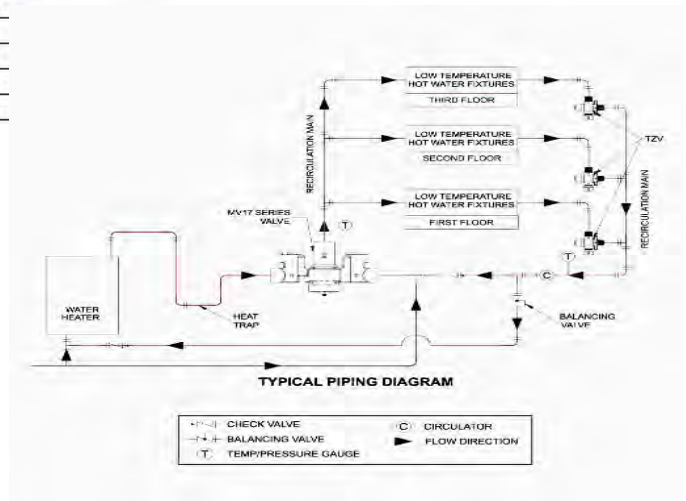 LOW TEMPERATURE
HOT WATER FIXTURES
THIRD FLOOR
LOW TEMPERATURE
HOT WATER FIXTURES
SECOND FLOOR
LOW TEMPERATURE
HOT WATER FIXTURES
FIRST FLOOR
TZV
RECIRCULATION MAIN
RECIRCULATION MAIN
MV17 SERIES
VALVE
T
T
C
WATER
HEATER
HEAT
TRAP
BALANCING
VALVE
TYPICAL PIPING DIAGRAM
CHECK VALVE
BALANCING VALVE
T TEMP/PRESSURE GAUGE
C CIRCULATOR
FLOW DIRECTION